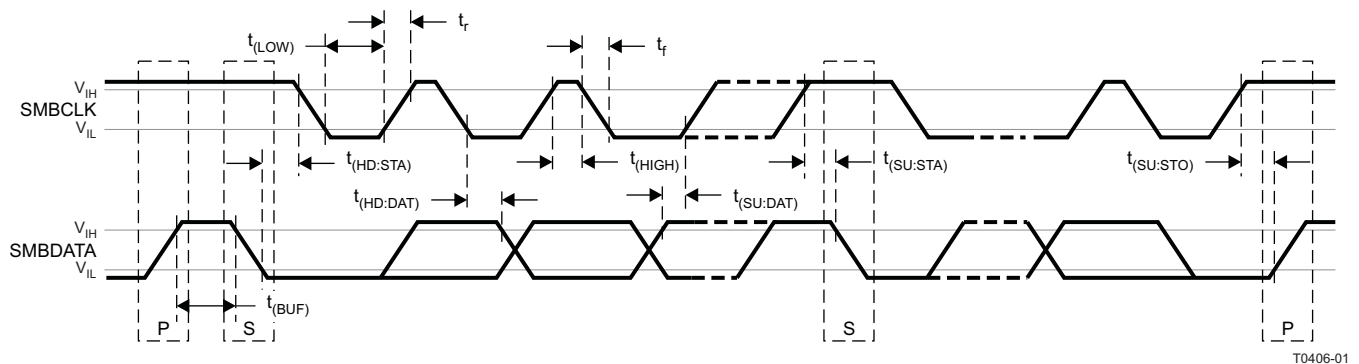 t(LOW)
tr
tf
VIH
SMBCLK
VIL
t(HD:STA)
t(HIGH)
t(SU:STA)
t(SU:STO)
t(HD:DAT)
t(SU:DAT)
VIH
SMBDATA
VIL
t(BUF)
P
S
S
P
T0406-01